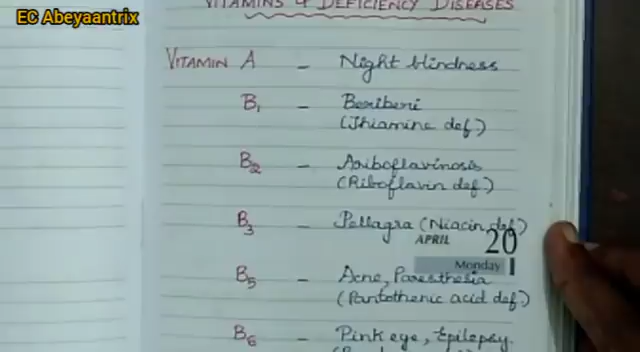 EC Abeyaantrix
VITAMINS & DEFICIENCY DISEASES
VITAMIN A – Night blindness
B1 – Beriberi
(Thiamine def.)
B2 – Ariboflavinosis
(Riboflavin def.)
B3 – Pellagra (Niacin def)
APRIL 20
Monday
B5 – Acne, Paresthesia
(Pantothenic acid def.)
B6 – Pink eye, Epilepsy.